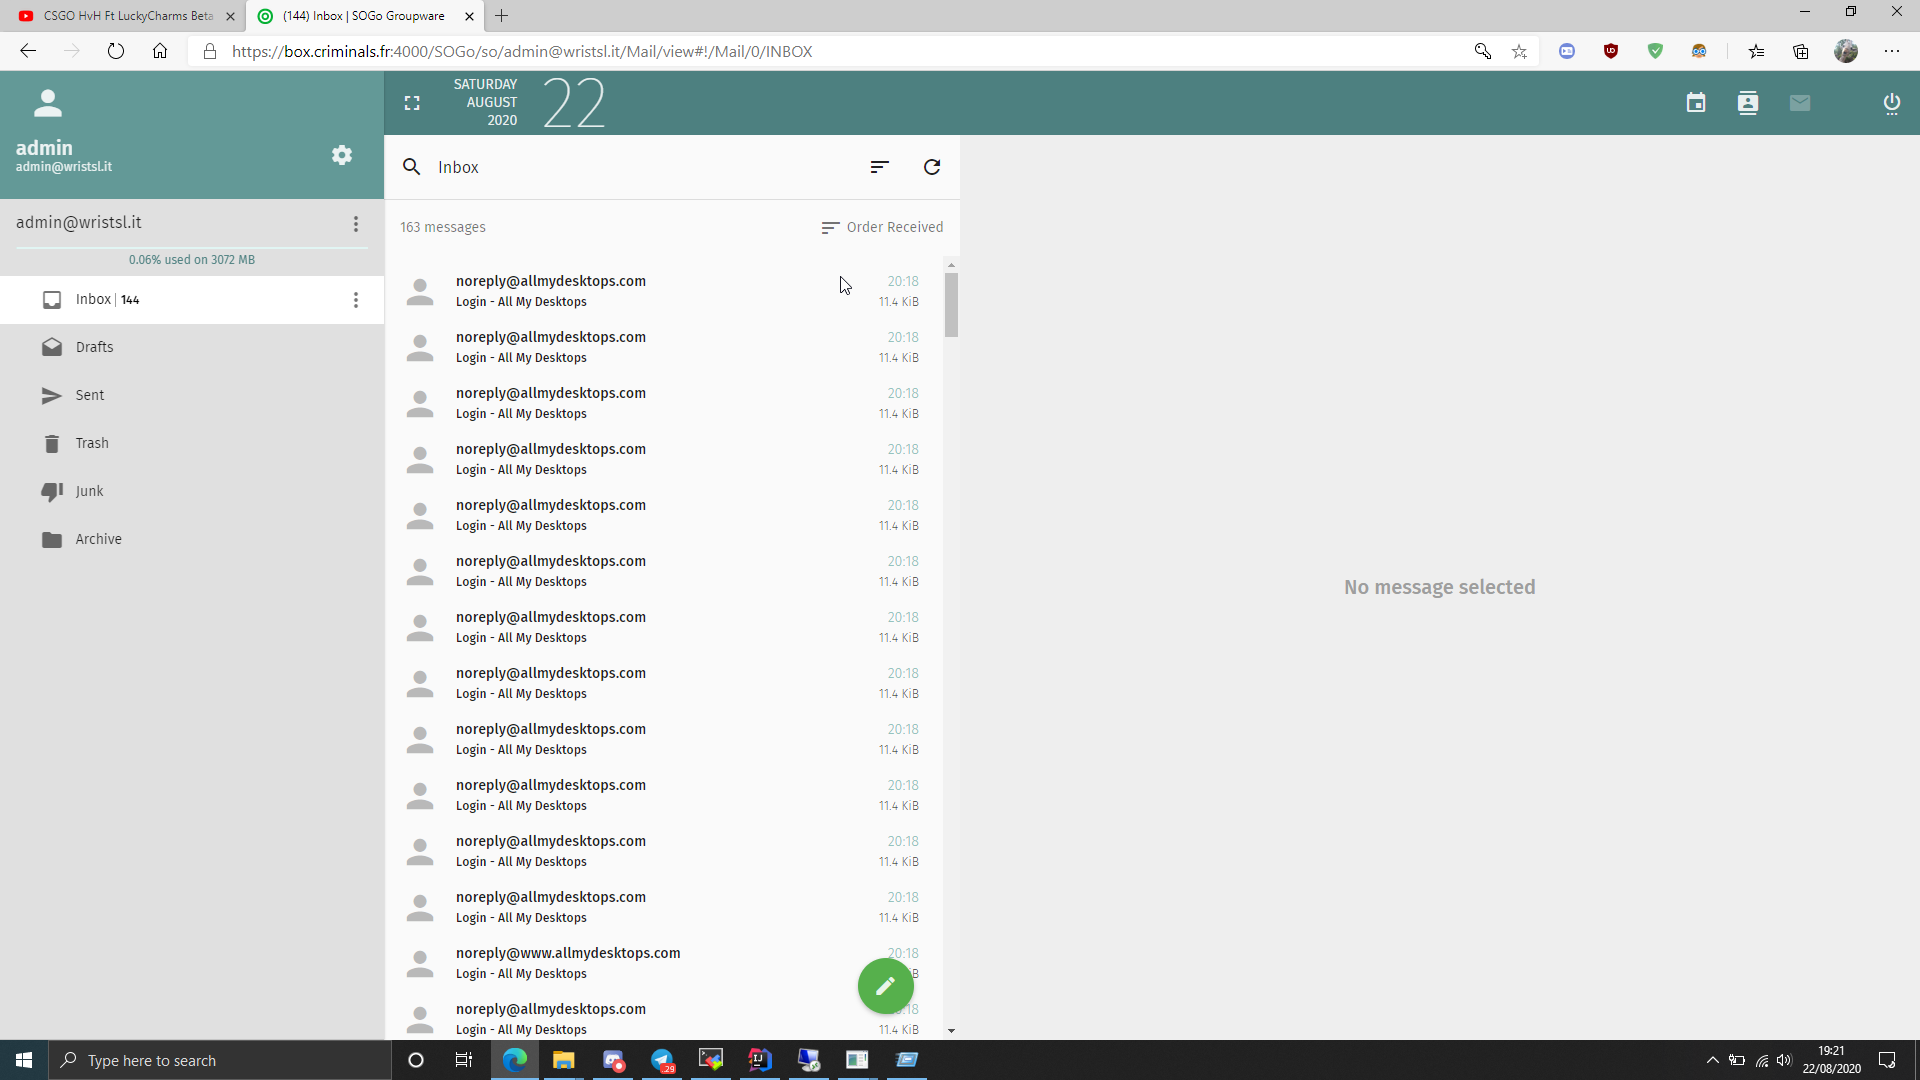 CSGO HvH Ft LuckyCharms Beta
(144) Inbox | SOGo Groupware
https://box.criminals.fr:4000/SOGo/so/admin@wristsl.it/Mail/view#!/Mail/0/INBOX
admin
admin@wristsl.it
SATURDAY
AUGUST
2020
22
admin@wristsl.it
0.06% used on 3072 MB
Inbox | 144
Drafts
Sent
Trash
Junk
Archive
Inbox
163 messages
Order Received
noreply@allmydesktops.com 20:18
Login - All My Desktops 11.4 KiB
noreply@allmydesktops.com 20:18
Login - All My Desktops 11.4 KiB
noreply@allmydesktops.com 20:18
Login - All My Desktops 11.4 KiB
noreply@allmydesktops.com 20:18
Login - All My Desktops 11.4 KiB
noreply@allmydesktops.com 20:18
Login - All My Desktops 11.4 KiB
noreply@allmydesktops.com 20:18
Login - All My Desktops 11.4 KiB
noreply@allmydesktops.com 20:18
Login - All My Desktops 11.4 KiB
noreply@allmydesktops.com 20:18
Login - All My Desktops 11.4 KiB
noreply@allmydesktops.com 20:18
Login - All My Desktops 11.4 KiB
noreply@allmydesktops.com 20:18
Login - All My Desktops 11.4 KiB
noreply@allmydesktops.com 20:18
Login - All My Desktops 11.4 KiB
noreply@allmydesktops.com 20:18
Login - All My Desktops 11.4 KiB
noreply@www.allmydesktops.com 20:18
Login - All My Desktops
noreply@allmydesktops.com :18
Login - All My Desktops 11.4 KiB
No message selected
Type here to search
.29
19:21
22/08/2020